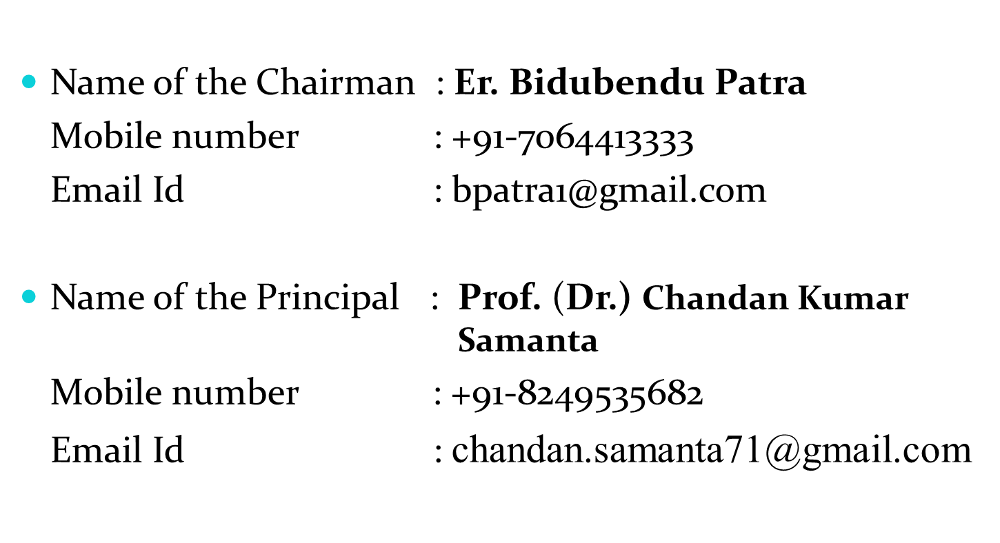 Name of the Chairman : Er. Bidubendu Patra
Mobile number : +91-7064413333
Email Id : bpatra1@gmail.com
Name of the Principal : Prof. (Dr.) Chandan Kumar
Samanta
Mobile number : +91-8249535682
Email Id : chandan.samanta71@gmail.com